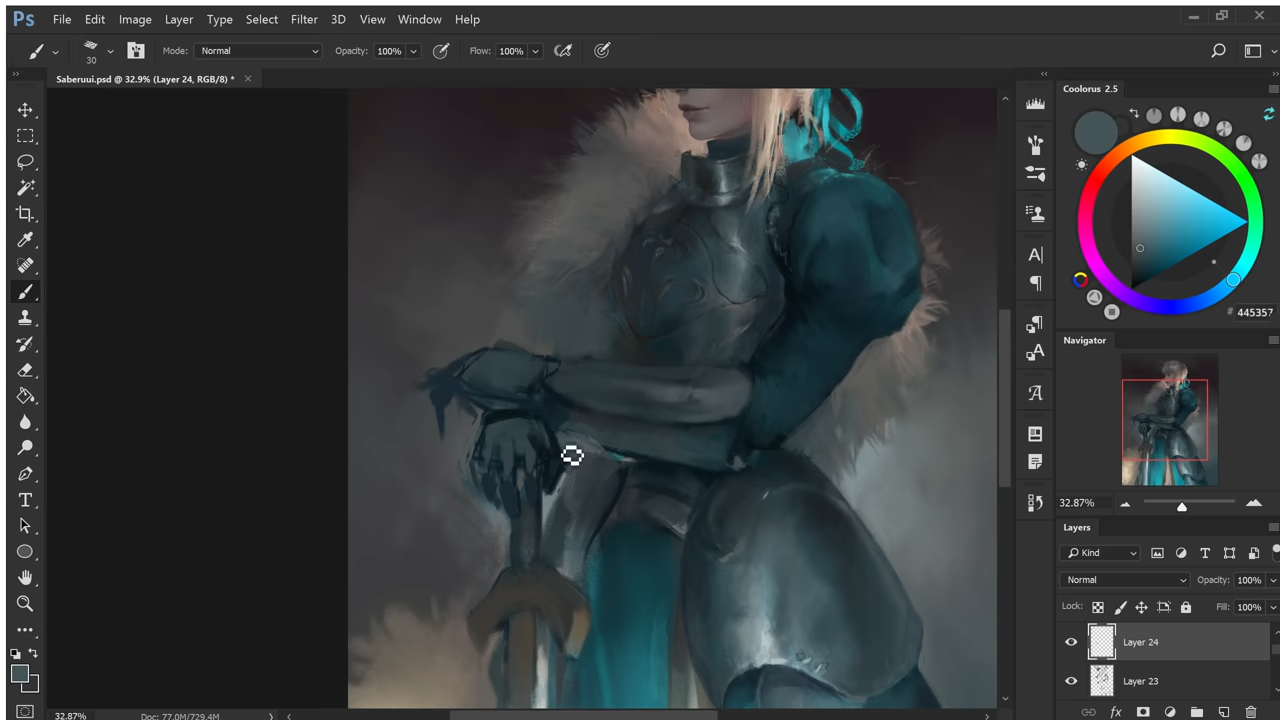 Ps File Edit Image Layer Type Select Filter 3D View Window Help
30 Mode: Normal Opacity: 100% Flow: 100%
Saberuui.psd @ 32.9% (Layer 24, RGB/8) *
Coolorus 2.5
# 445357
Navigator
32.87%
Layers
Kind
Normal Opacity: 100%
Lock: Fill: 100%
Layer 24
Layer 23
32.87% Doc: 77.0M/729.4M